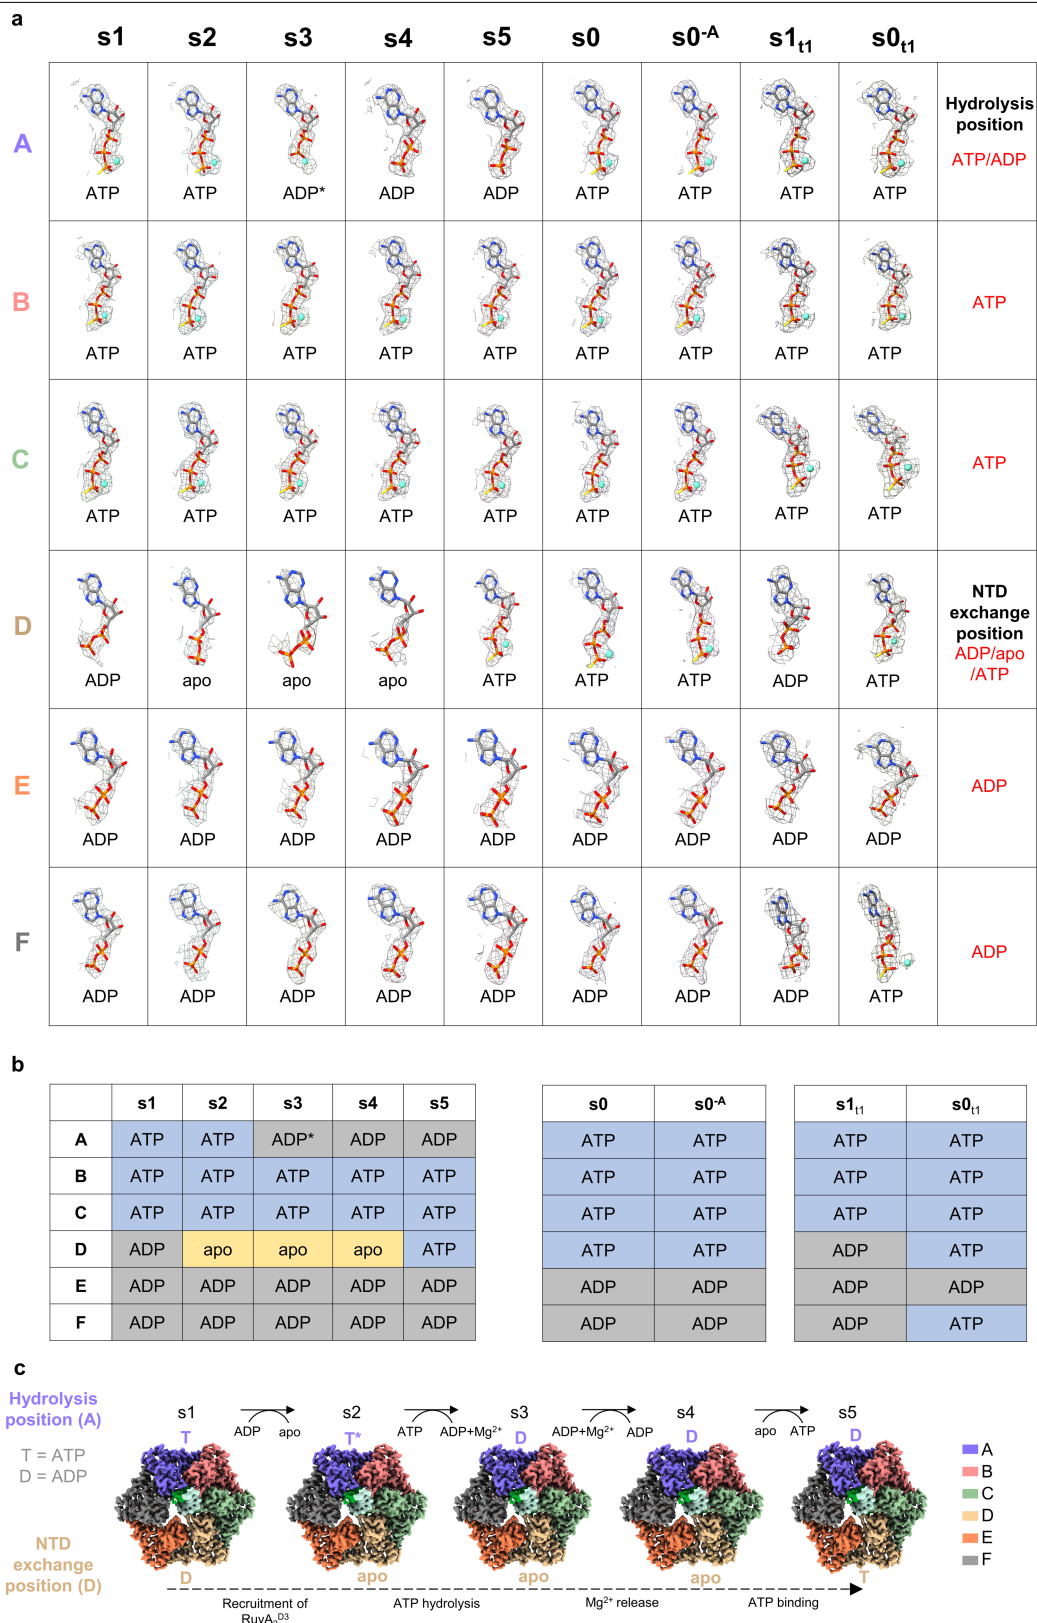 a
s1 s2 s3 s4 s5 s0 s0-A s1t1 s0t1
Hydrolysis
position
ATP/ADP
A
ATP ATP ADP* ADP ADP ATP ATP ATP ATP
B
ATP
ATP ATP ATP ATP ATP ATP ATP ATP ATP
C
ATP
ATP ATP ATP ATP ATP ATP ATP ATP ATP
D
NTD
exchange
position
ADP/apo
/ATP
ADP apo apo apo ATP ATP ATP ADP ATP
E
ADP
ADP ADP ADP ADP ADP ADP ADP ADP ADP
F
ADP
ADP ADP ADP ADP ADP ADP ADP ADP ATP
b
s1 s2 s3 s4 s5 s0 s0-A s1t1 s0t1
A ATP ATP ADP* ADP ADP ATP ATP ATP ATP
B ATP ATP ATP ATP ATP ATP ATP ATP ATP
C ATP ATP ATP ATP ATP ATP ATP ATP ATP
D ADP apo apo apo ATP ATP ATP ADP ATP
E ADP ADP ADP ADP ADP ADP ADP ADP ADP
F ADP ADP ADP ADP ADP ADP ADP ADP ATP
c
Hydrolysis
position (A)
T = ATP
D = ADP
NTD
exchange
position (D)
s1 s2 s3 s4 s5
ADP apo ATP ADP+Mg2+ ADP+Mg2+ ADP apo ATP
T T* D D D
A
B
C
D
E
F
D apo apo apo T
Recruitment of
RuvA2D3
ATP hydrolysis
Mg2+ release
ATP binding